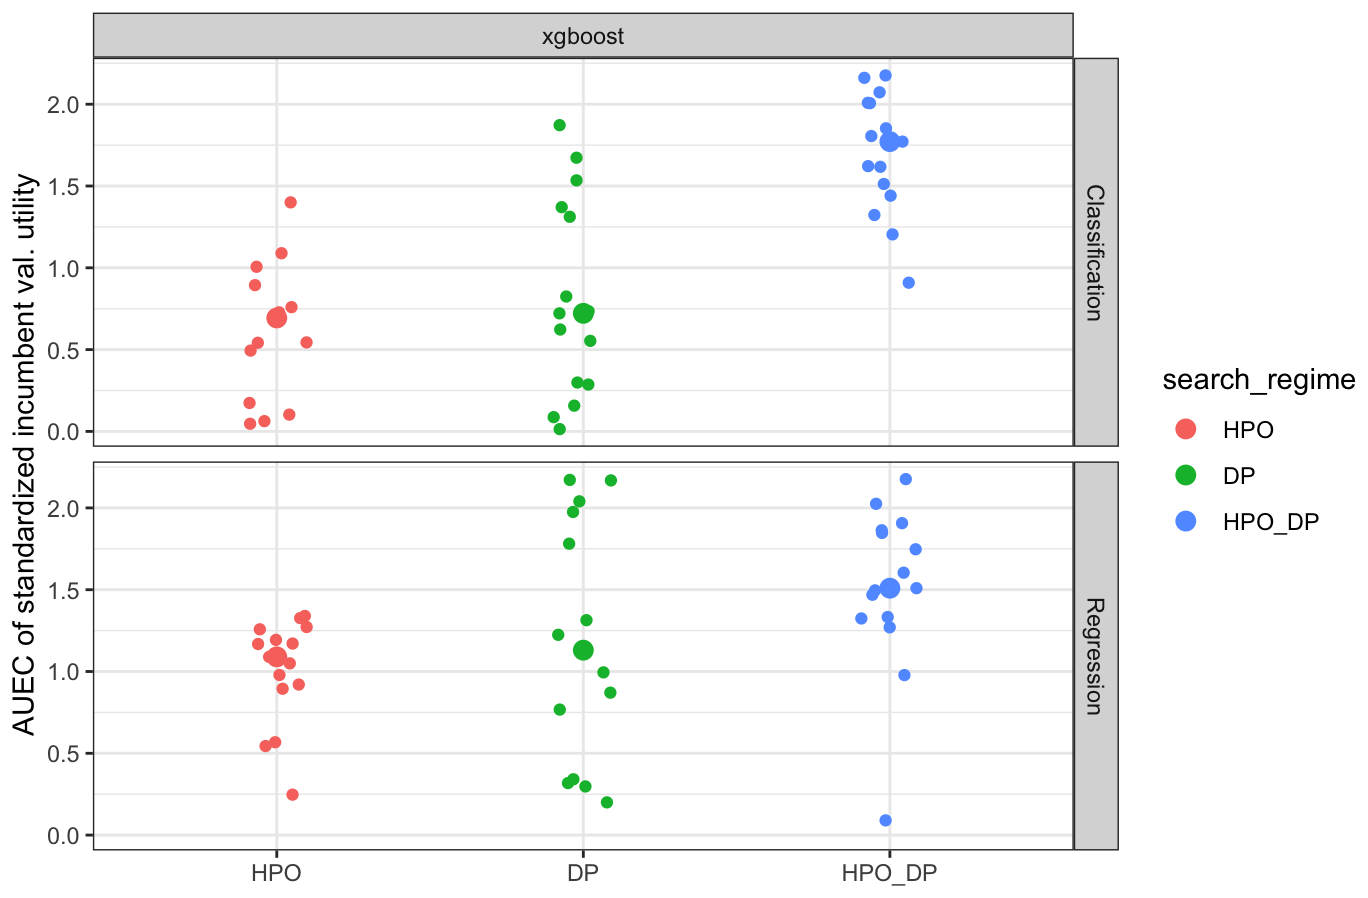 xgboost
AUEC of standardized incumbent val. utility
2.0
1.5
1.0
0.5
0.0
Classification
2.0
1.5
1.0
0.5
0.0
Regression
HPO
DP
HPO_DP
search_regime
HPO
DP
HPO_DP